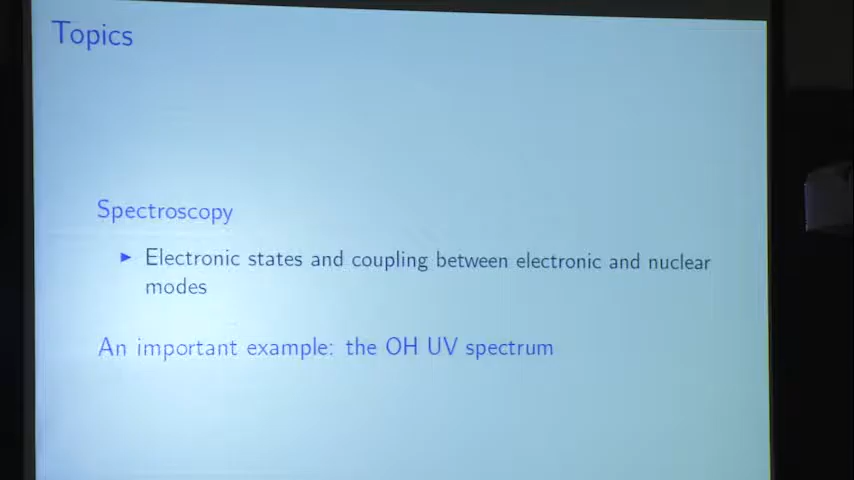 Topics
Spectroscopy
▶ Electronic states and coupling between electronic and nuclear
modes
An important example: the OH UV spectrum